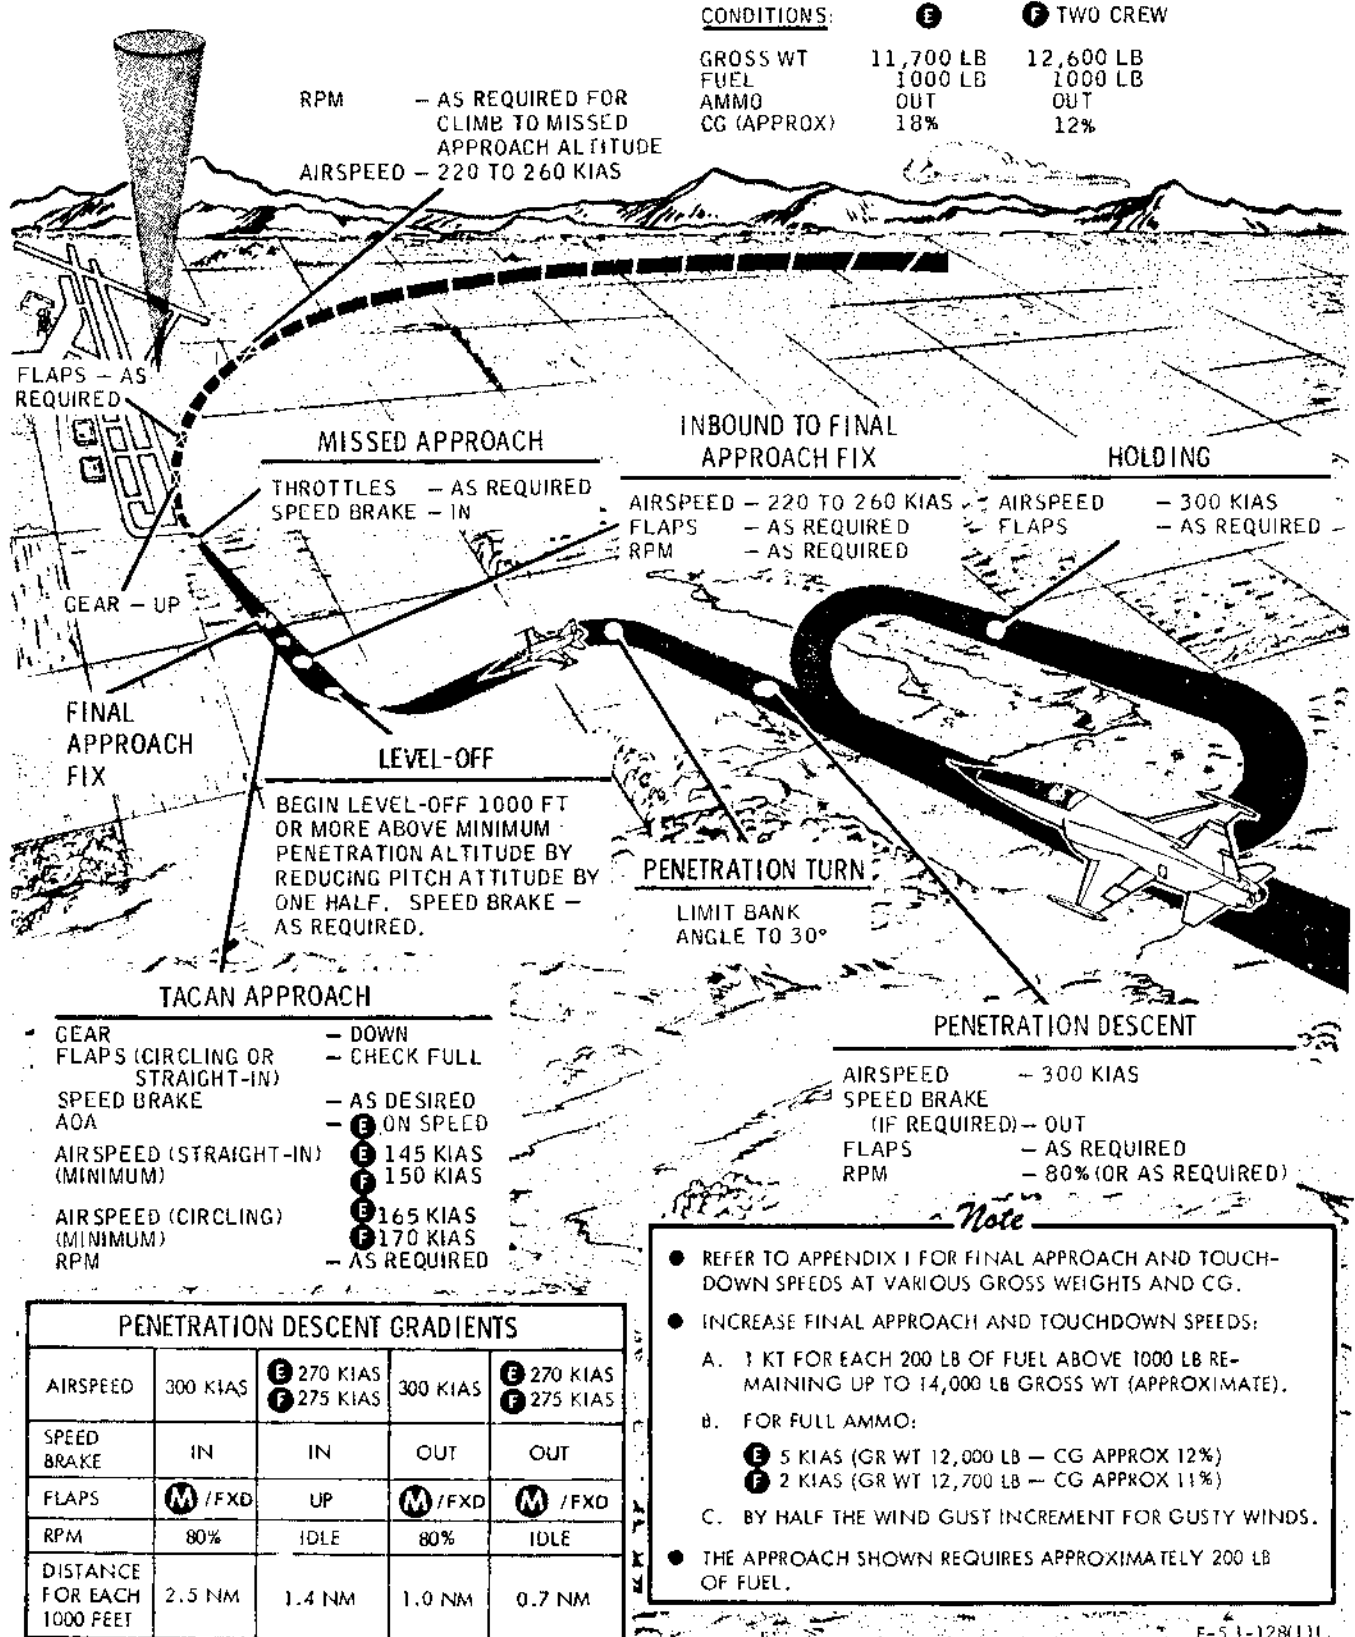 CONDITIONS: E F TWO CREW
GROSS WT 11,700 LB 12,600 LB
FUEL 1000 LB 1000 LB
AMMO OUT OUT
CG (APPROX) 18% 12%
RPM – AS REQUIRED FOR
CLIMB TO MISSED
APPROACH ALTITUDE
AIRSPEED – 220 TO 260 KIAS
FLAPS – AS
REQUIRED
MISSED APPROACH
THROTTLES – AS REQUIRED
SPEED BRAKE – IN
INBOUND TO FINAL
APPROACH FIX
AIRSPEED – 220 TO 260 KIAS
FLAPS – AS REQUIRED
RPM – AS REQUIRED
HOLDING
AIRSPEED – 300 KIAS
FLAPS – AS REQUIRED
GEAR – UP
FINAL
APPROACH
FIX
LEVEL-OFF
BEGIN LEVEL-OFF 1000 FT
OR MORE ABOVE MINIMUM
PENETRATION ALTITUDE BY
REDUCING PITCH ATTITUDE BY
ONE HALF. SPEED BRAKE –
AS REQUIRED.
PENETRATION TURN
LIMIT BANK
ANGLE TO 30°
TACAN APPROACH
GEAR – DOWN
FLAPS (CIRCLING OR – CHECK FULL
STRAIGHT-IN)
SPEED BRAKE – AS DESIRED
AOA – E ON SPEED
AIRSPEED (STRAIGHT-IN) E 145 KIAS
(MINIMUM) F 150 KIAS
AIRSPEED (CIRCLING) E 165 KIAS
(MINIMUM) F 170 KIAS
RPM – AS REQUIRED
PENETRATION DESCENT
AIRSPEED – 300 KIAS
SPEED BRAKE
(IF REQUIRED) – OUT
FLAPS – AS REQUIRED
RPM – 80% (OR AS REQUIRED)
PENETRATION DESCENT GRADIENTS
AIRSPEED 300 KIAS E 270 KIAS F 275 KIAS 300 KIAS E 270 KIAS F 275 KIAS
SPEED BRAKE IN IN OUT OUT
FLAPS M /FXD UP M /FXD M /FXD
RPM 80% IDLE 80% IDLE
DISTANCE FOR EACH 1000 FEET 2.5 NM 1.4 NM 1.0 NM 0.7 NM
Note
● REFER TO APPENDIX I FOR FINAL APPROACH AND TOUCH-
DOWN SPEEDS AT VARIOUS GROSS WEIGHTS AND CG.
● INCREASE FINAL APPROACH AND TOUCHDOWN SPEEDS:
A. 1 KT FOR EACH 200 LB OF FUEL ABOVE 1000 LB RE-
MAINING UP TO 14,000 LB GROSS WT (APPROXIMATE).
B. FOR FULL AMMO:
E 5 KIAS (GR WT 12,000 LB – CG APPROX 12%)
F 2 KIAS (GR WT 12,700 LB – CG APPROX 11%)
C. BY HALF THE WIND GUST INCREMENT FOR GUSTY WINDS.
● THE APPROACH SHOWN REQUIRES APPROXIMATELY 200 LB
OF FUEL.